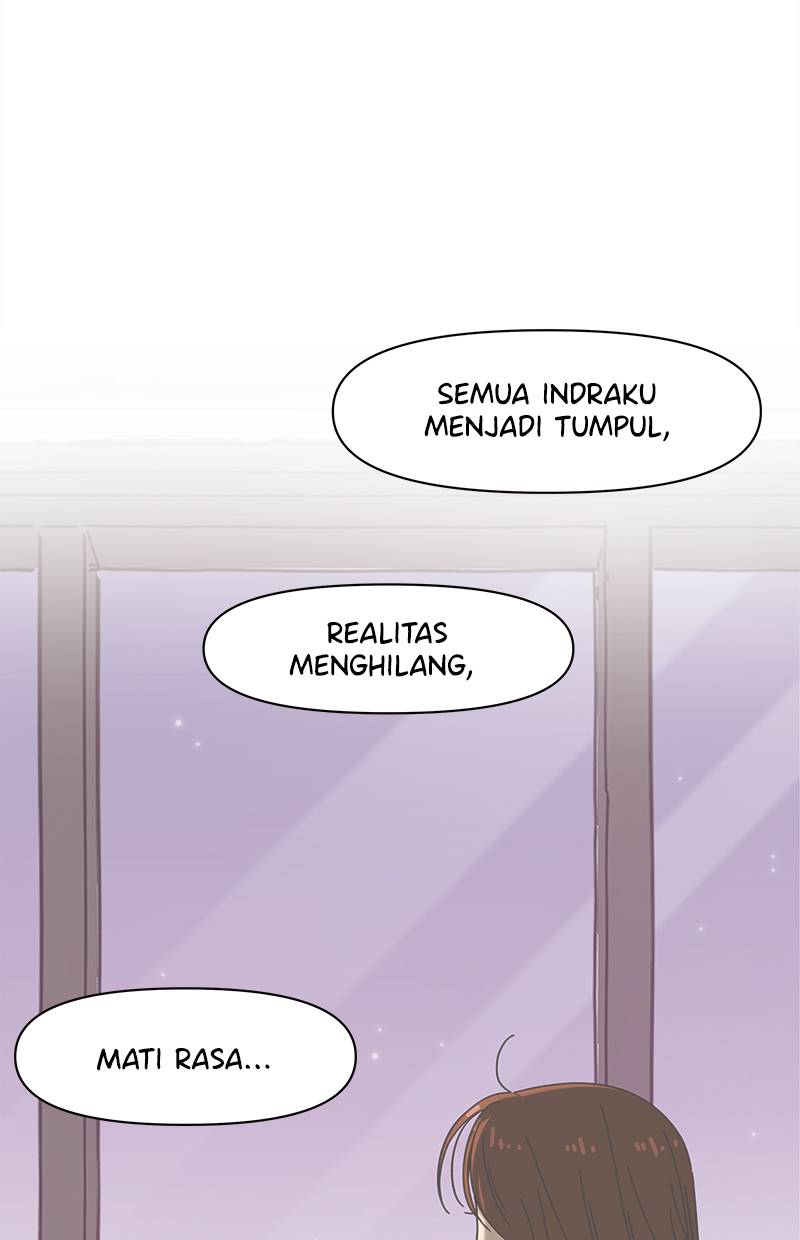 SEMUA INDRAKU
MENJADI TUMPUL,
REALITAS
MENGHILANG,
MATI RASA...